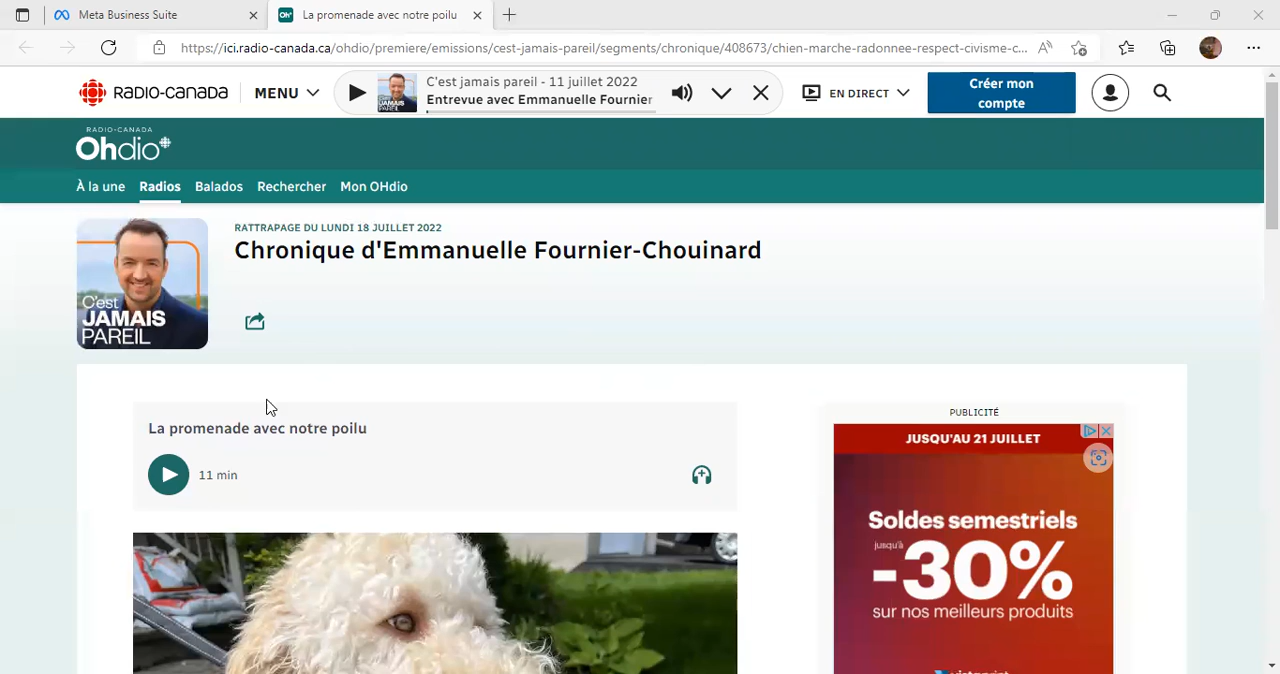 Meta Business Suite
La promenade avec notre poilu
https://ici.radio-canada.ca/ohdio/premiere/emissions/cest-jamais-pareil/segments/chronique/408673/chien-marche-radonnee-respect-civisme-c...
RADIO-CANADA
MENU
C'est jamais pareil - 11 juillet 2022
Entrevue avec Emmanuelle Fournier
EN DIRECT
Créer mon
compte
RADIO-CANADA
Ohdio
À la une
Radios
Balados
Rechercher
Mon OHdio
RATTRAPAGE DU LUNDI 18 JUILLET 2022
Chronique d'Emmanuelle Fournier-Chouinard
C'est
JAMAIS
PAREIL
La promenade avec notre poilu
11 min
PUBLICITÉ
JUSQU'AU 21 JUILLET
Soldes semestriels
jusqu'à
-30%
sur nos meilleurs produits